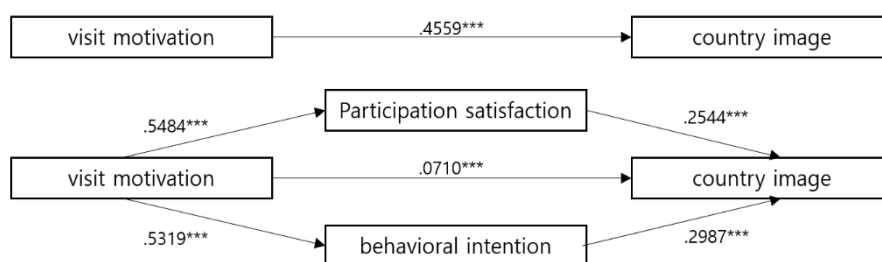 .4559***
visit motivation country image
Participation satisfaction
.5484*** .2544***
visit motivation .0710*** country image
.5319*** behavioral intention .2987***